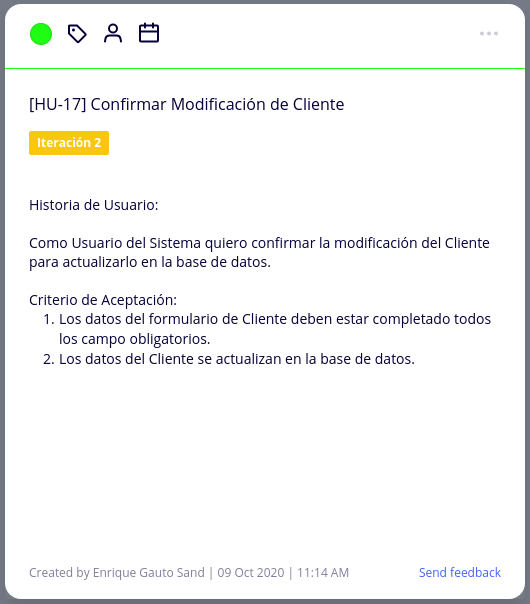 [HU-17] Confirmar Modificación de Cliente
Iteración 2
Historia de Usuario:
Como Usuario del Sistema quiero confirmar la modificación del Cliente
para actualizarlo en la base de datos.
Criterio de Aceptación:
1. Los datos del formulario de Cliente deben estar completado todos
los campo obligatorios.
2. Los datos del Cliente se actualizan en la base de datos.
Created by Enrique Gauto Sand | 09 Oct 2020 | 11:14 AM
Send feedback